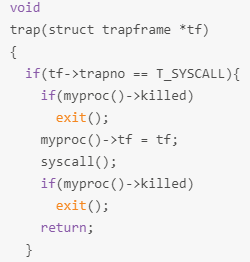 void
trap(struct trapframe *tf)
{
  if(tf->trapno == T_SYSCALL){
    if(myproc()->killed)
      exit();
    myproc()->tf = tf;
    syscall();
    if(myproc()->killed)
      exit();
    return;
  }